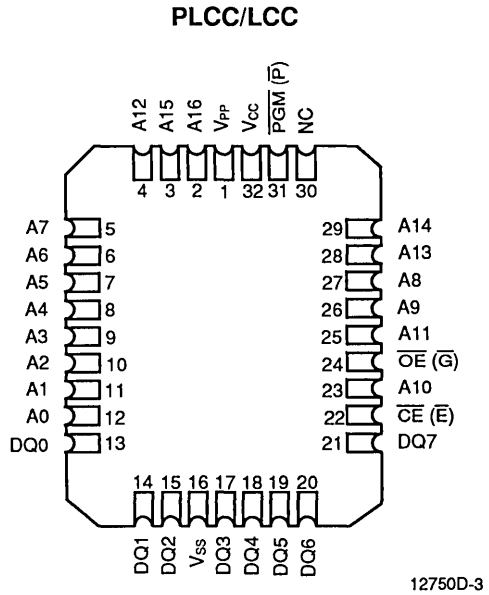 PLCC/LCC
A12 A15 A16 VPP VCC PGM (P) NC
4 3 2 1 32 31 30
A7 5 29 A14
A6 6 28 A13
A5 7 27 A8
A4 8 26 A9
A3 9 25 A11
A2 10 24 OE (G)
A1 11 23 A10
A0 12 22 CE (E)
DQ0 13 21 DQ7
14 15 16 17 18 19 20
DQ1 DQ2 VSS DQ3 DQ4 DQ5 DQ6
12750D-3